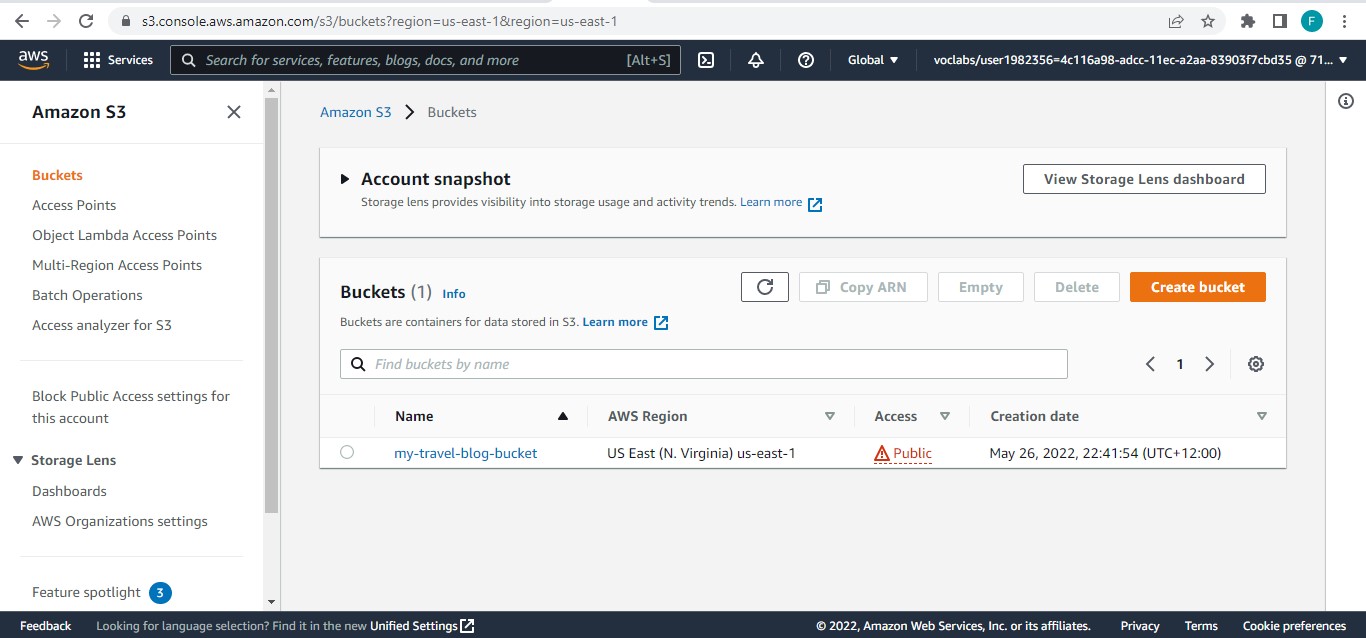 s3.console.aws.amazon.com/s3/buckets?region=us-east-1&region=us-east-1
F
aws
Services
Search for services, features, blogs, docs, and more
[Alt+S]
Global
voclabs/user1982356=4c116a98-adcc-11ec-a2aa-83903f7cbd35 @ 71...
Amazon S3
Buckets
Access Points
Object Lambda Access Points
Multi-Region Access Points
Batch Operations
Access analyzer for S3
Block Public Access settings for
this account
Storage Lens
Dashboards
AWS Organizations settings
Feature spotlight 3
Amazon S3 Buckets
Account snapshot
View Storage Lens dashboard
Storage lens provides visibility into storage usage and activity trends. Learn more
Buckets (1) Info
Copy ARN
Empty
Delete
Create bucket
Buckets are containers for data stored in S3. Learn more
Find buckets by name
1
Name AWS Region Access Creation date
my-travel-blog-bucket US East (N. Virginia) us-east-1 Public May 26, 2022, 22:41:54 (UTC+12:00)
Feedback Looking for language selection? Find it in the new Unified Settings © 2022, Amazon Web Services, Inc. or its affiliates. Privacy Terms Cookie preferences